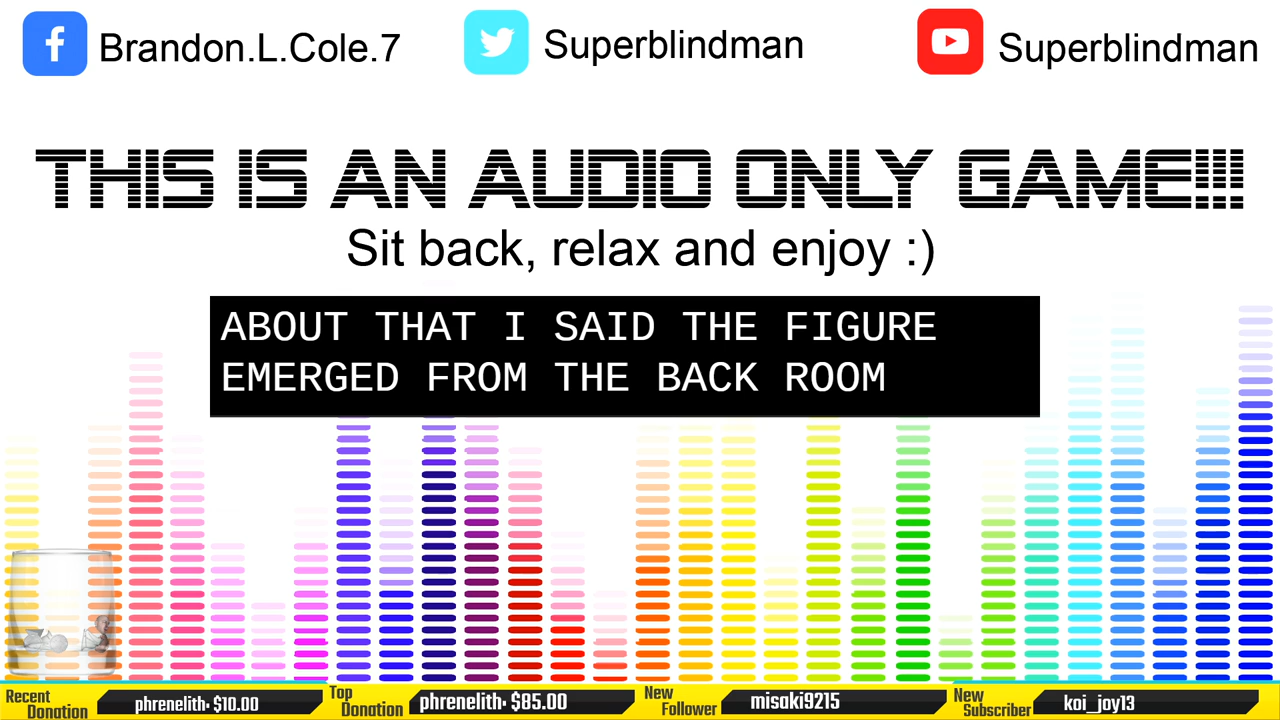 Brandon.L.Cole.7
Superblindman
Superblindman
THIS IS AN AUDIO ONLY GAME!!!
Sit back, relax and enjoy :)
ABOUT THAT I SAID THE FIGURE
EMERGED FROM THE BACK ROOM
Recent Donation
phrenelith: $10.00
Top Donation
phrenelith: $85.00
New Follower
misaki9215
New Subscriber
koi_joy13